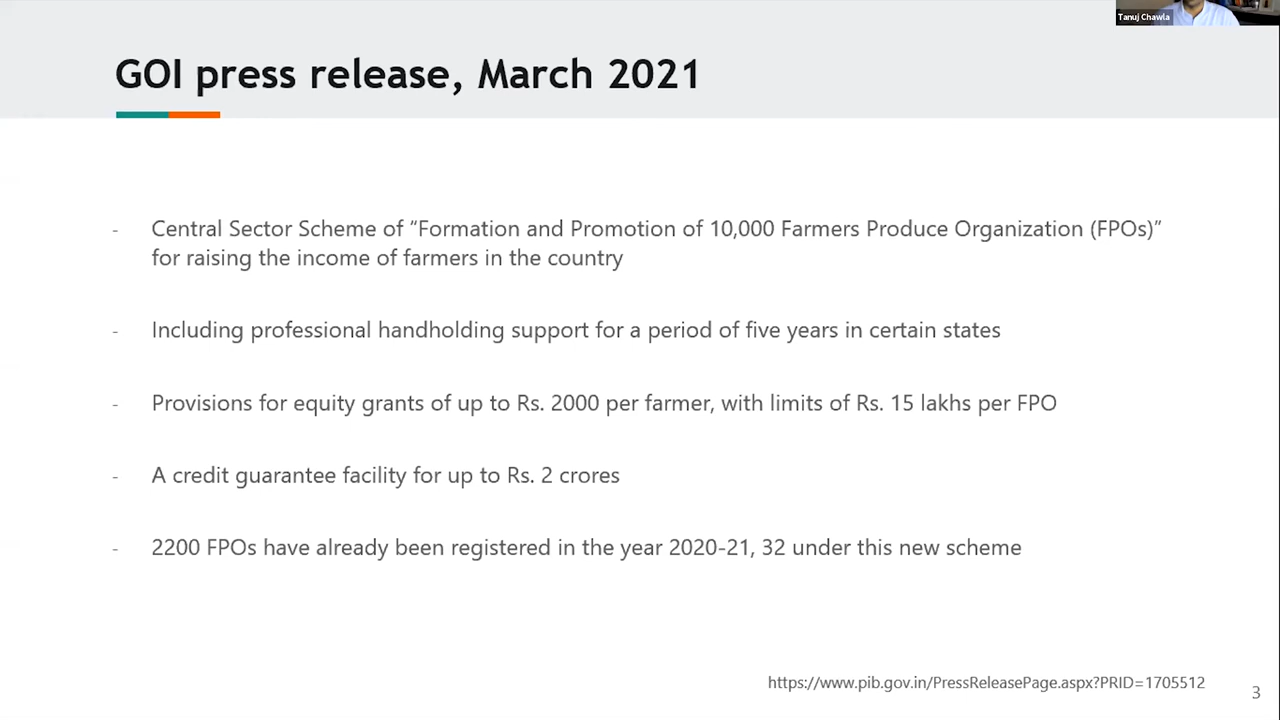 Tanuj Chawla
GOI press release, March 2021
- Central Sector Scheme of “Formation and Promotion of 10,000 Farmers Produce Organization (FPOs)”
for raising the income of farmers in the country
- Including professional handholding support for a period of five years in certain states
- Provisions for equity grants of up to Rs. 2000 per farmer, with limits of Rs. 15 lakhs per FPO
- A credit guarantee facility for up to Rs. 2 crores
- 2200 FPOs have already been registered in the year 2020-21, 32 under this new scheme
https://www.pib.gov.in/PressReleasePage.aspx?PRID=1705512
3